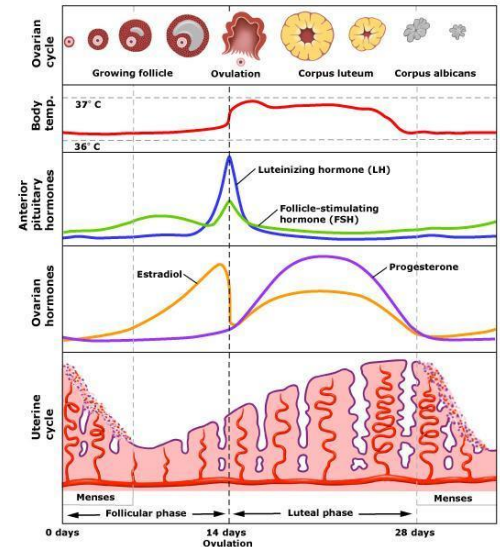 Ovarian
cycle
Growing follicle
Ovulation
Corpus luteum
Corpus albicans
Body
temp.
37° C
36° C
Anterior
pituitary
hormones
Luteinizing hormone (LH)
Follicle-stimulating
hormone (FSH)
Ovarian
hormones
Estradiol
Progesterone
Uterine
cycle
Menses
Menses
Follicular phase
Luteal phase
0 days
14 days
28 days
Ovulation